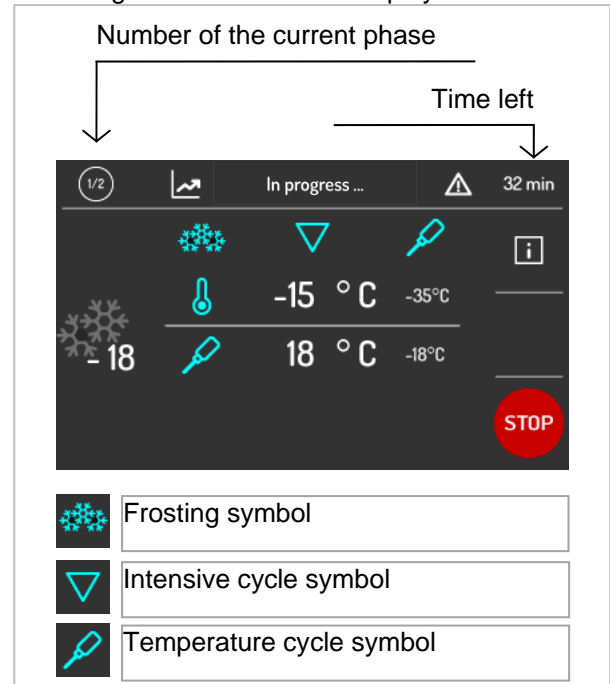 Number of the current phase
Time left
1/2
In progress ...
32 min
i
-15 °C -35°C
- 18
18 °C -18°C
STOP
Frosting symbol
Intensive cycle symbol
Temperature cycle symbol